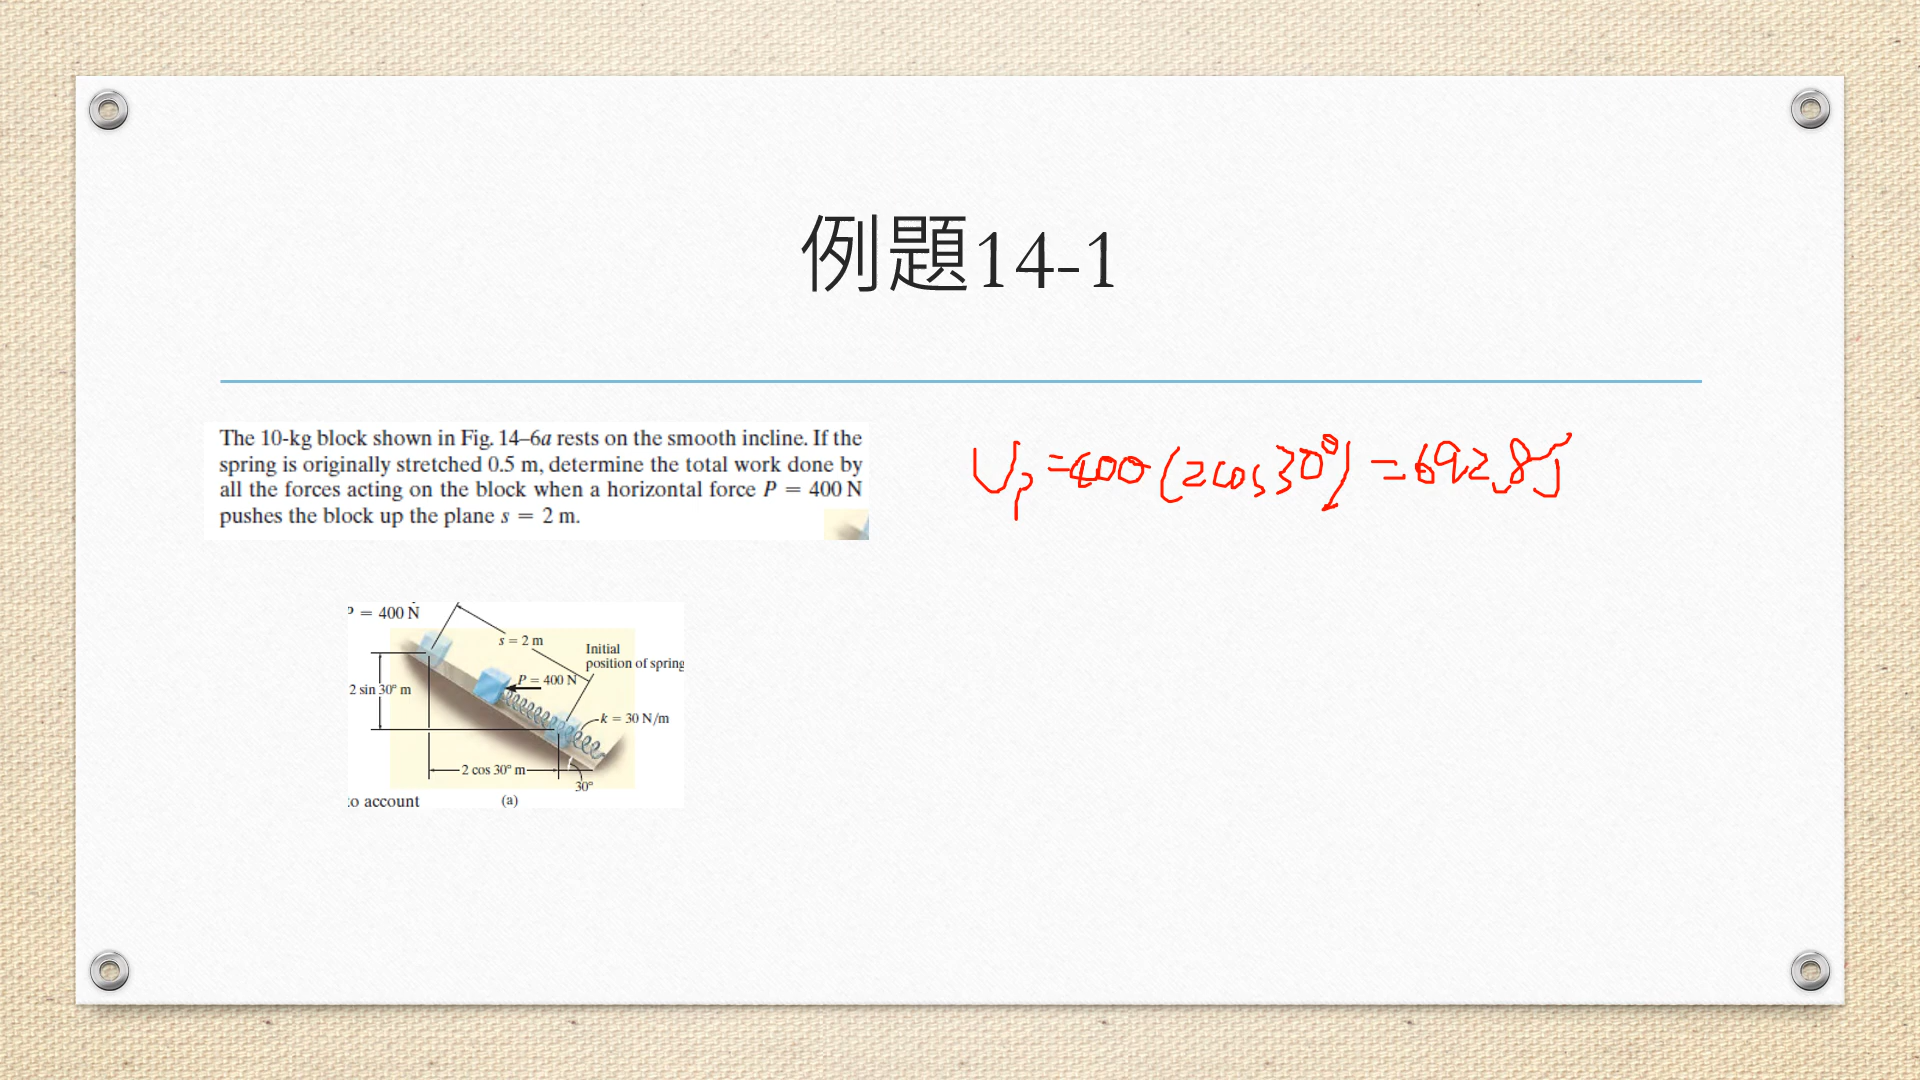 例題14-1
The 10-kg block shown in Fig. 14–6a rests on the smooth incline. If the
spring is originally stretched 0.5 m, determine the total work done by
all the forces acting on the block when a horizontal force P = 400 N
pushes the block up the plane s = 2 m.
U_P = 400 (2cos30°) = 692.8J
P = 400 N
s = 2 m
Initial
position of spring
P = 400 N
2 sin 30° m
k = 30 N/m
2 cos 30° m
30°
to account
(a)